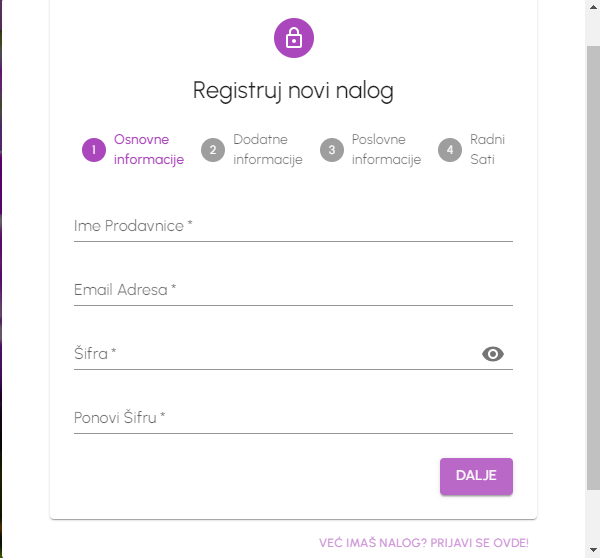 Registruj novi nalog
1 Osnovne informacije
2 Dodatne informacije
3 Poslovne informacije
4 Radni Sati
Ime Prodavnice *
Email Adresa *
Šifra *
Ponovi Šifru *
DALJE
VEĆ IMAŠ NALOG? PRIJAVI SE OVDE!